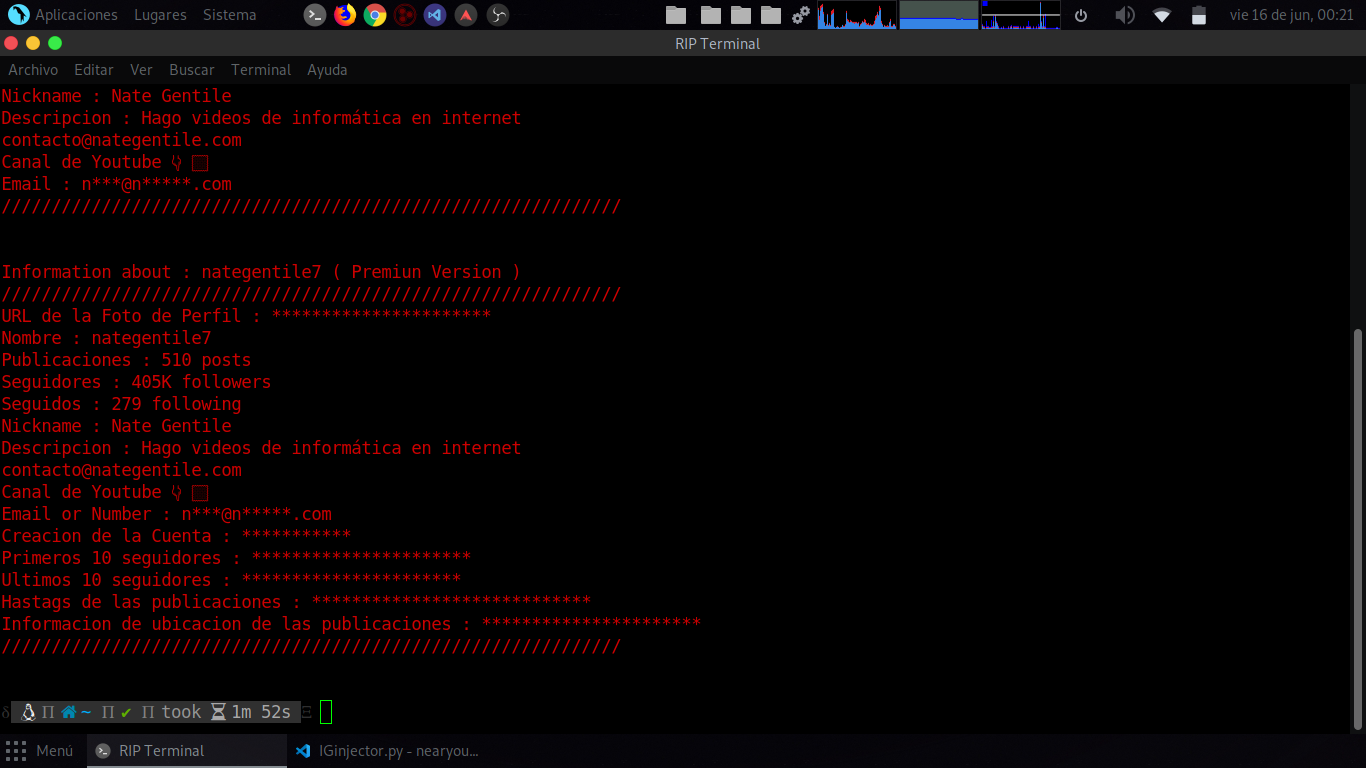 Aplicaciones Lugares Sistema vie 16 de jun, 00:21
RIP Terminal
Archivo Editar Ver Buscar Terminal Ayuda
Nickname : Nate Gentile
Descripcion : Hago videos de informática en internet
contacto@nategentile.com
Canal de Youtube
Email : n***@n*****.com
//////////////////////////////////////////////////////////////
Information about : nategentile7 ( Premiun Version )
//////////////////////////////////////////////////////////////
URL de la Foto de Perfil : **********************
Nombre : nategentile7
Publicaciones : 510 posts
Seguidores : 405K followers
Seguidos : 279 following
Nickname : Nate Gentile
Descripcion : Hago videos de informática en internet
contacto@nategentile.com
Canal de Youtube
Email or Number : n***@n*****.com
Creacion de la Cuenta : ***********
Primeros 10 seguidores : **********************
Ultimos 10 seguidores : **********************
Hastags de las publicaciones : ****************************
Informacion de ubicacion de las publicaciones : **********************
//////////////////////////////////////////////////////////////
δ Π ~ Π ✔ Π took 1m 52s Ξ
Menú RIP Terminal IGinjector.py - nearyou...